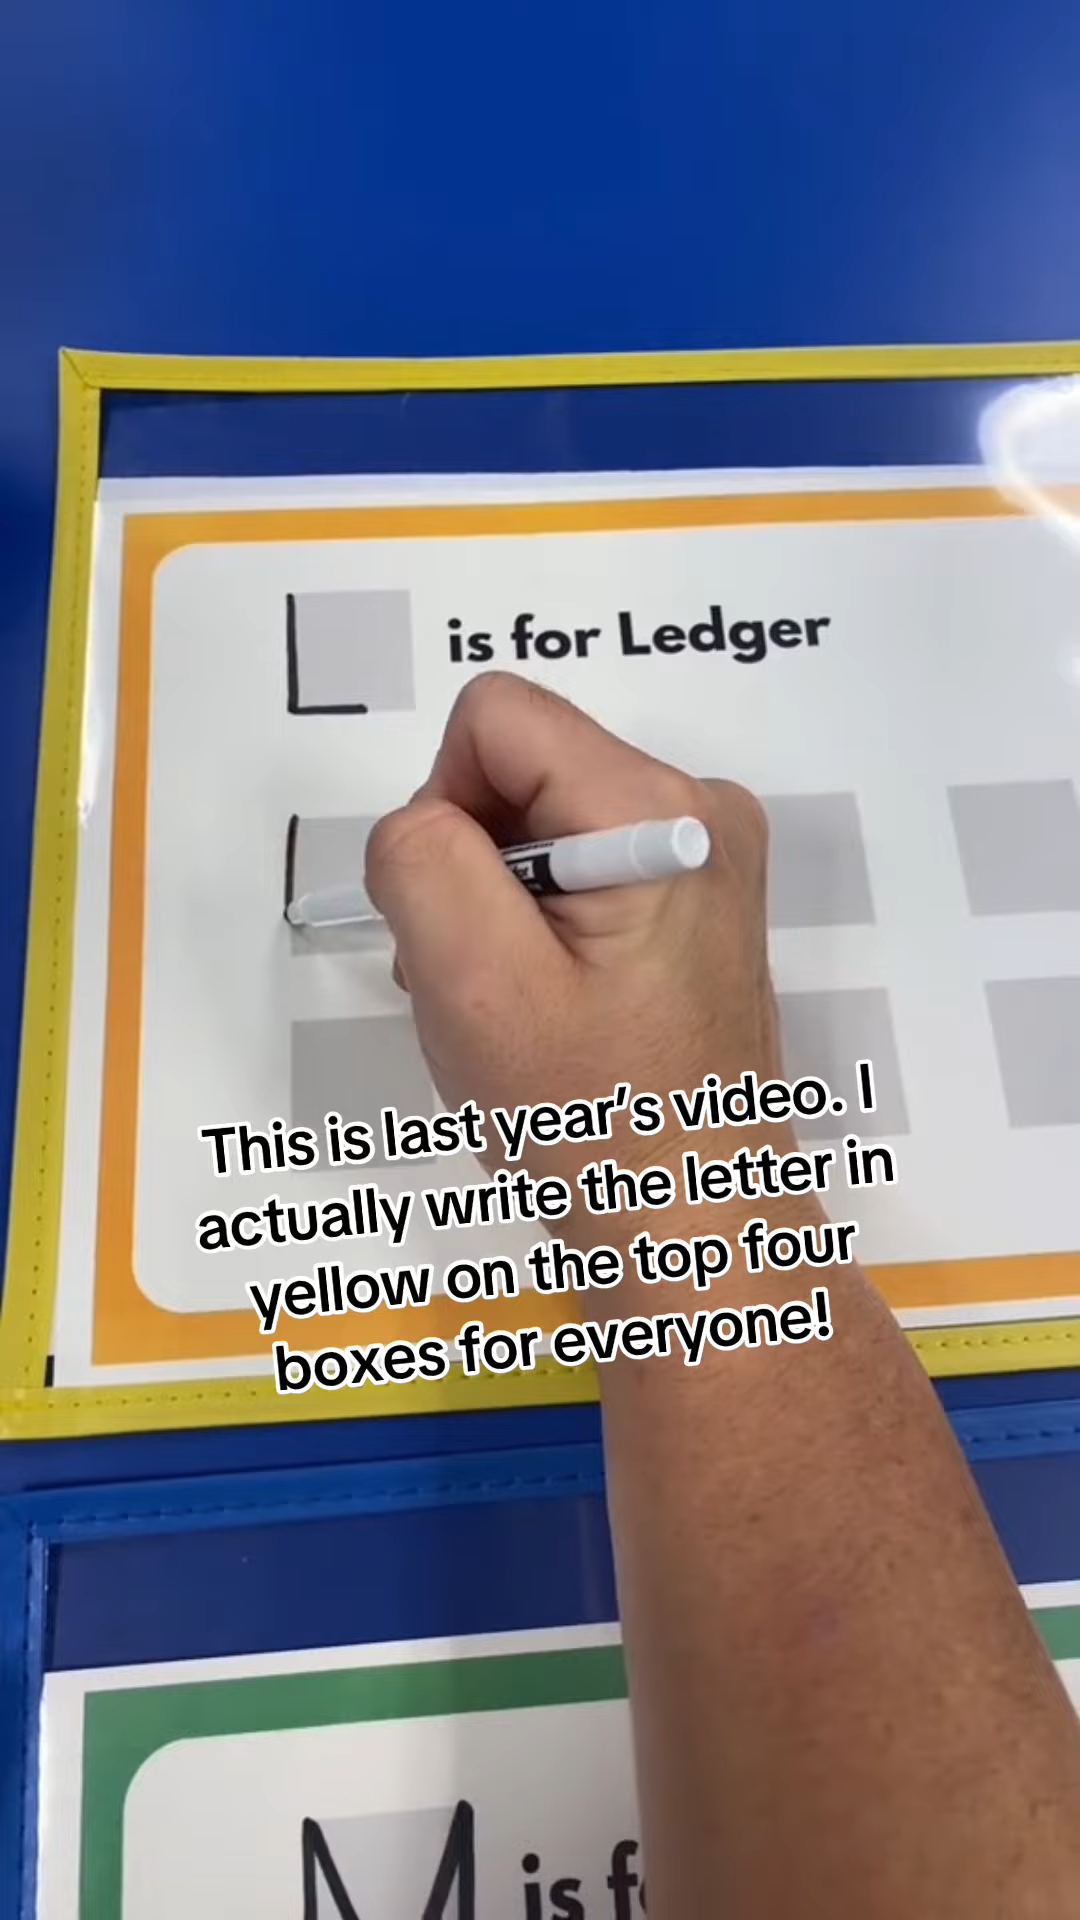 L is for Ledger
This is last year's video. I
actually write the letter in
yellow on the top four
boxes for everyone!
M is